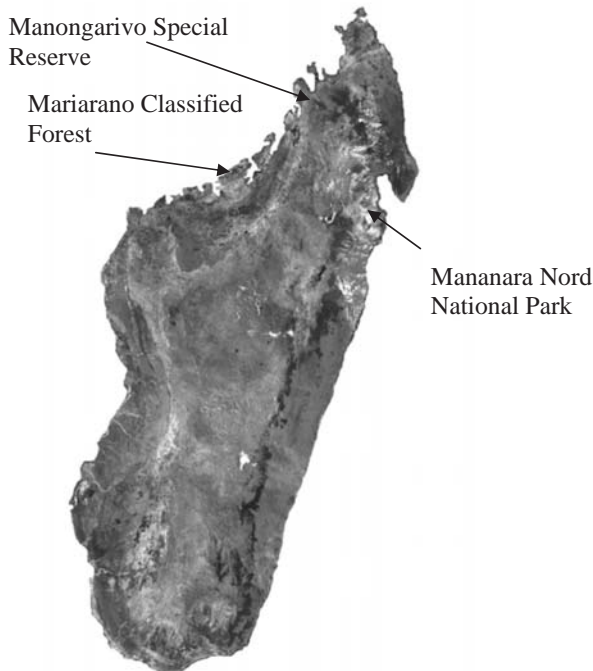 Manongarivo Special
Reserve
Mariarano Classified
Forest
Mananara Nord
National Park